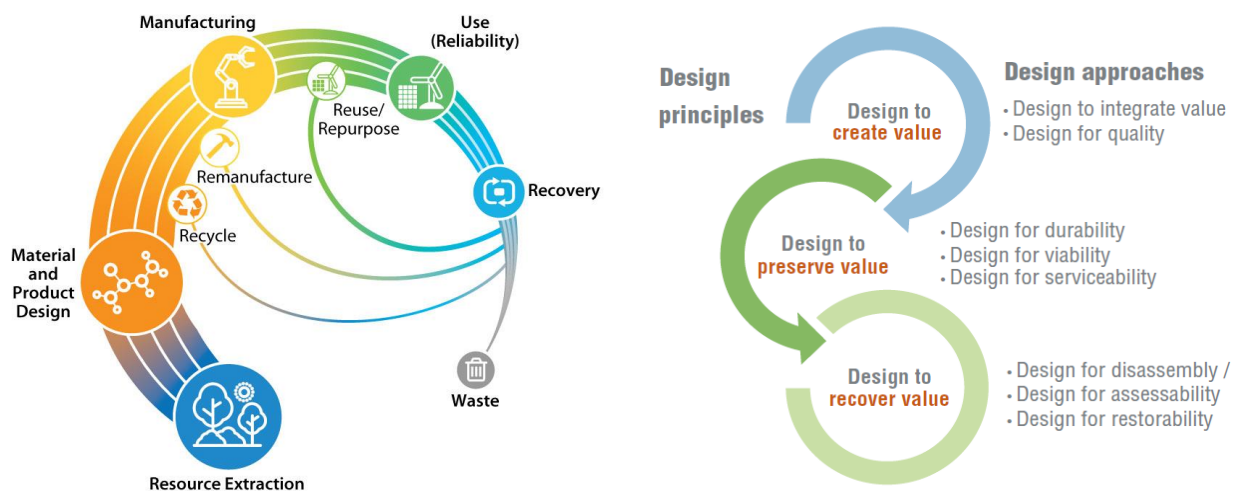 Manufacturing
Use
(Reliability)
Reuse/
Repurpose
Remanufacture
Recycle
Recovery
Material
and
Product
Design
Waste
Resource Extraction
Design
principles
Design approaches
Design to
create value
• Design to integrate value
• Design for quality
Design to
preserve value
• Design for durability
• Design for viability
• Design for serviceability
Design to
recover value
• Design for disassembly /
• Design for assessability
• Design for restorability